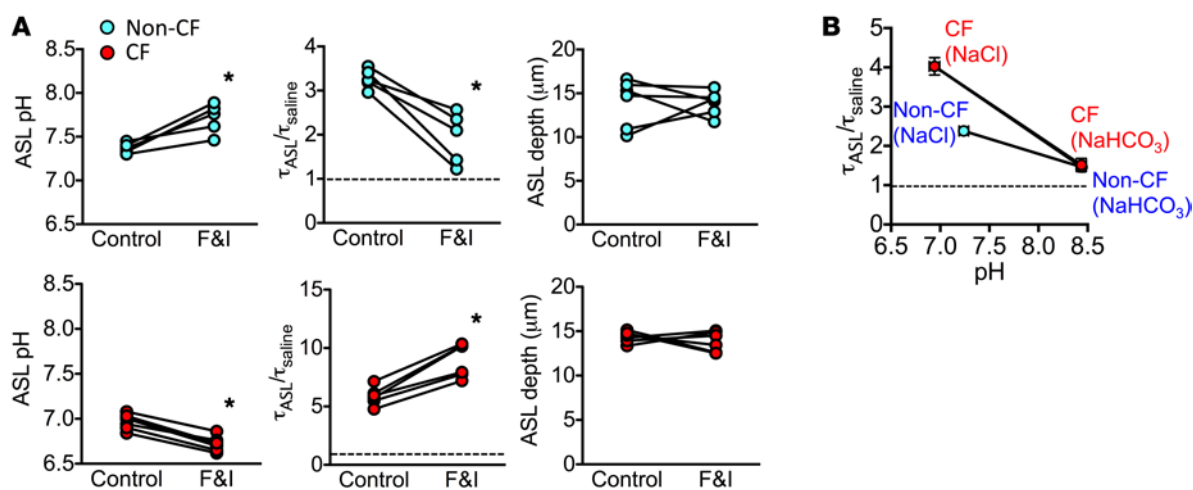 A
Non-CF
CF
ASL pH
8.5
8.0
7.5
7.0
6.5
*
Control F&I
τASL/τsaline
4
3
2
1
0
*
Control F&I
ASL depth (μm)
20
15
10
5
0
Control F&I
ASL pH
8.5
8.0
7.5
7.0
6.5
*
Control F&I
τASL/τsaline
15
10
5
0
*
Control F&I
ASL depth (μm)
20
15
10
5
0
Control F&I
B
τASL/τsaline
5
4
3
2
1
0
CF
(NaCl)
Non-CF
(NaCl)
CF
(NaHCO3)
Non-CF
(NaHCO3)
6.5 7.0 7.5 8.0 8.5
pH